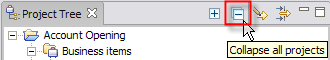 Project Tree
Account Opening
Business items
Collapse all projects